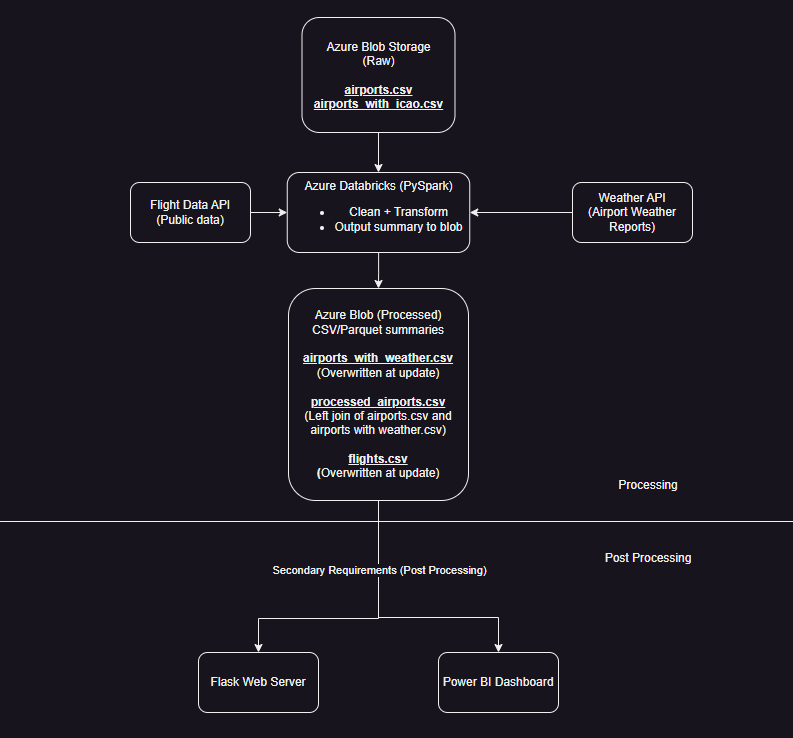 Azure Blob Storage
(Raw)
airports.csv
airports_with_icao.csv
Flight Data API
(Public data)
Azure Databricks (PySpark)
• Clean + Transform
• Output summary to blob
Weather API
(Airport Weather
Reports)
Azure Blob (Processed)
CSV/Parquet summaries
airports_with_weather.csv
(Overwritten at update)
processed_airports.csv
(Left join of airports.csv and
airports with weather.csv)
flights.csv
(Overwritten at update)
Processing
Post Processing
Secondary Requirements (Post Processing)
Flask Web Server
Power BI Dashboard